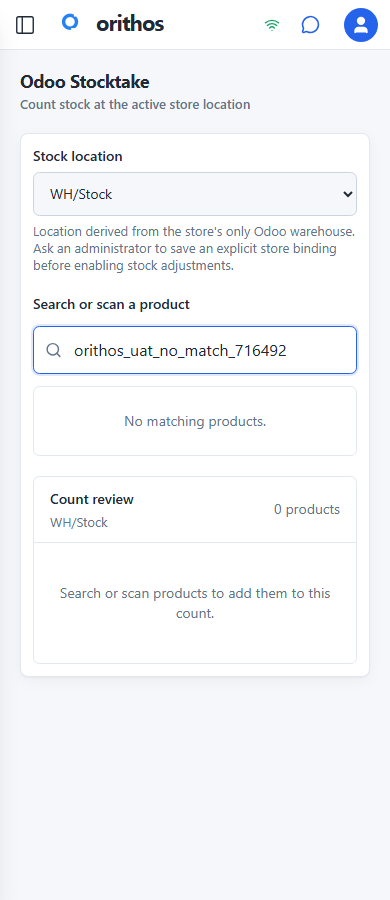 orithos
Odoo Stocktake
Count stock at the active store location
Stock location
WH/Stock
Location derived from the store's only Odoo warehouse.
Ask an administrator to save an explicit store binding
before enabling stock adjustments.
Search or scan a product
orithos_uat_no_match_716492
No matching products.
Count review
0 products
WH/Stock
Search or scan products to add them to this
count.